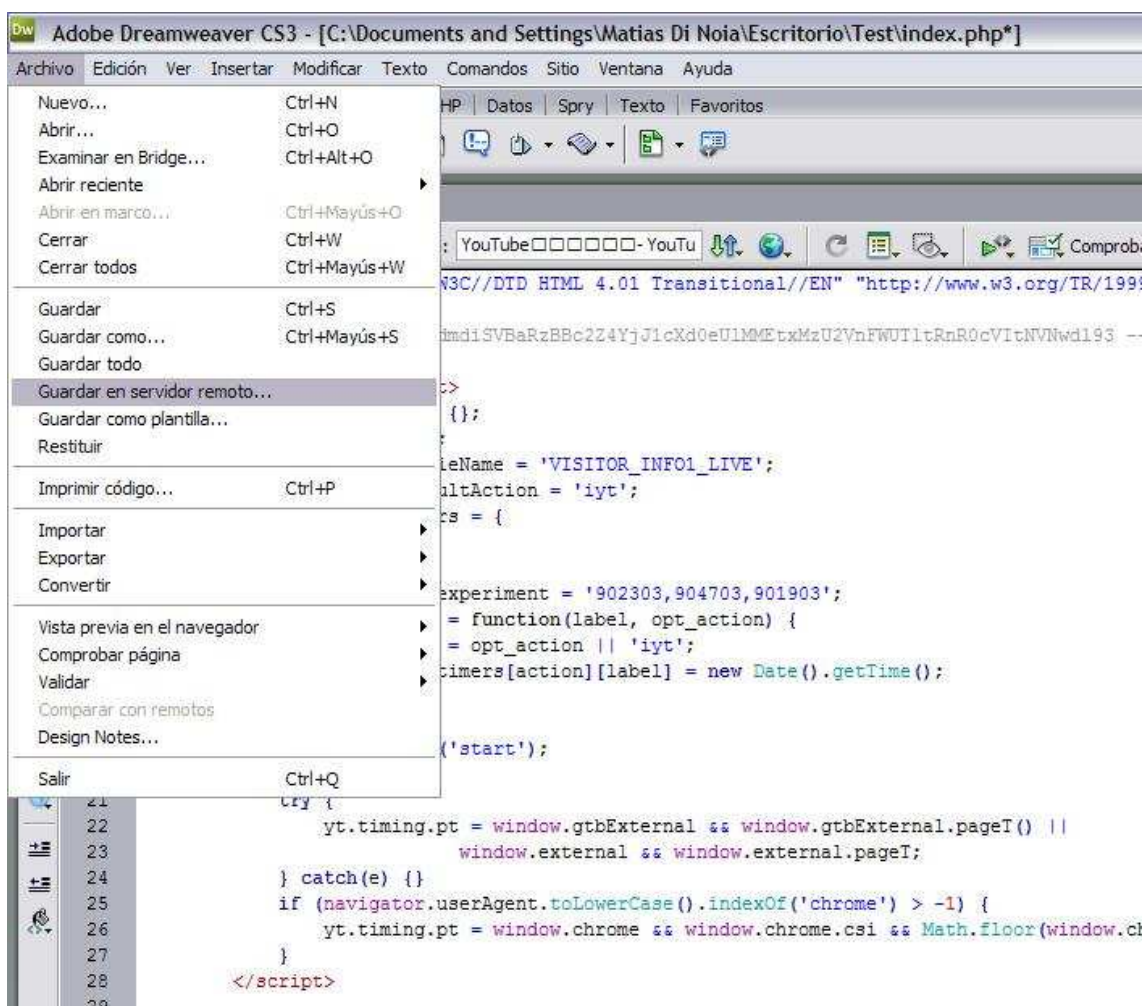 Dw Adobe Dreamweaver CS3 - [C:\Documents and Settings\Matias Di Noia\Escritorio\Test\index.php*]
Archivo Edición Ver Insertar Modificar Texto Comandos Sitio Ventana Ayuda
HP | Datos | Spry | Texto | Favoritos
Nuevo... Ctrl+N
Abrir... Ctrl+O
Examinar en Bridge... Ctrl+Alt+O
Abrir reciente
Abrir en marco... Ctrl+Mayús+O
Cerrar Ctrl+W
Cerrar todos Ctrl+Mayús+W
Guardar Ctrl+S
Guardar como... Ctrl+Mayús+S
Guardar todo
Guardar en servidor remoto...
Guardar como plantilla...
Restituir
Imprimir código... Ctrl+P
Importar
Exportar
Convertir
Vista previa en el navegador
Comprobar página
Validar
Comparar con remotos
Design Notes...
Salir Ctrl+Q
: YouTube□□□□□□- YouTu Comproba
W3C//DTD HTML 4.01 Transitional//EN" "http://www.w3.org/TR/1999
t>
{};
;
ieName = 'VISITOR_INFO1_LIVE';
ultAction = 'iyt';
rs = {
experiment = '902303,904703,901903';
= function(label, opt_action) {
= opt_action || 'iyt';
timers[action][label] = new Date().getTime();
('start');
21 try {
22 yt.timing.pt = window.gtbExternal && window.gtbExternal.pageT() ||
23 window.external && window.external.pageT;
24 } catch(e) {}
25 if (navigator.userAgent.toLowerCase().indexOf('chrome') > -1) {
26 yt.timing.pt = window.chrome && window.chrome.csi && Math.floor(window.ch
27 }
28 </script>
29